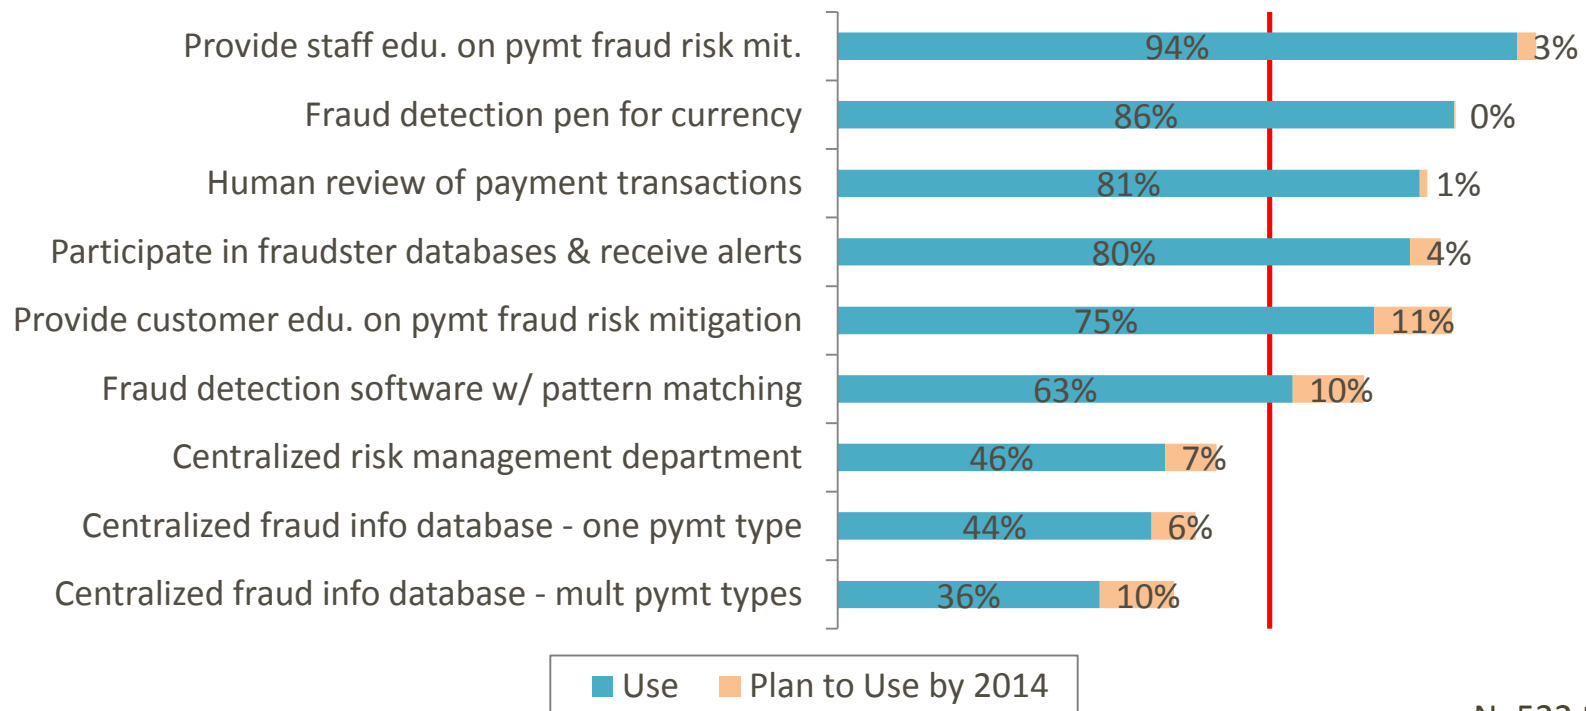 Provide staff edu. on pymt fraud risk mit. 94% 3%
Fraud detection pen for currency 86% 0%
Human review of payment transactions 81% 1%
Participate in fraudster databases & receive alerts 80% 4%
Provide customer edu. on pymt fraud risk mitigation 75% 11%
Fraud detection software w/ pattern matching 63% 10%
Centralized risk management department 46% 7%
Centralized fraud info database - one pymt type 44% 6%
Centralized fraud info database - mult pymt types 36% 10%
Use Plan to Use by 2014